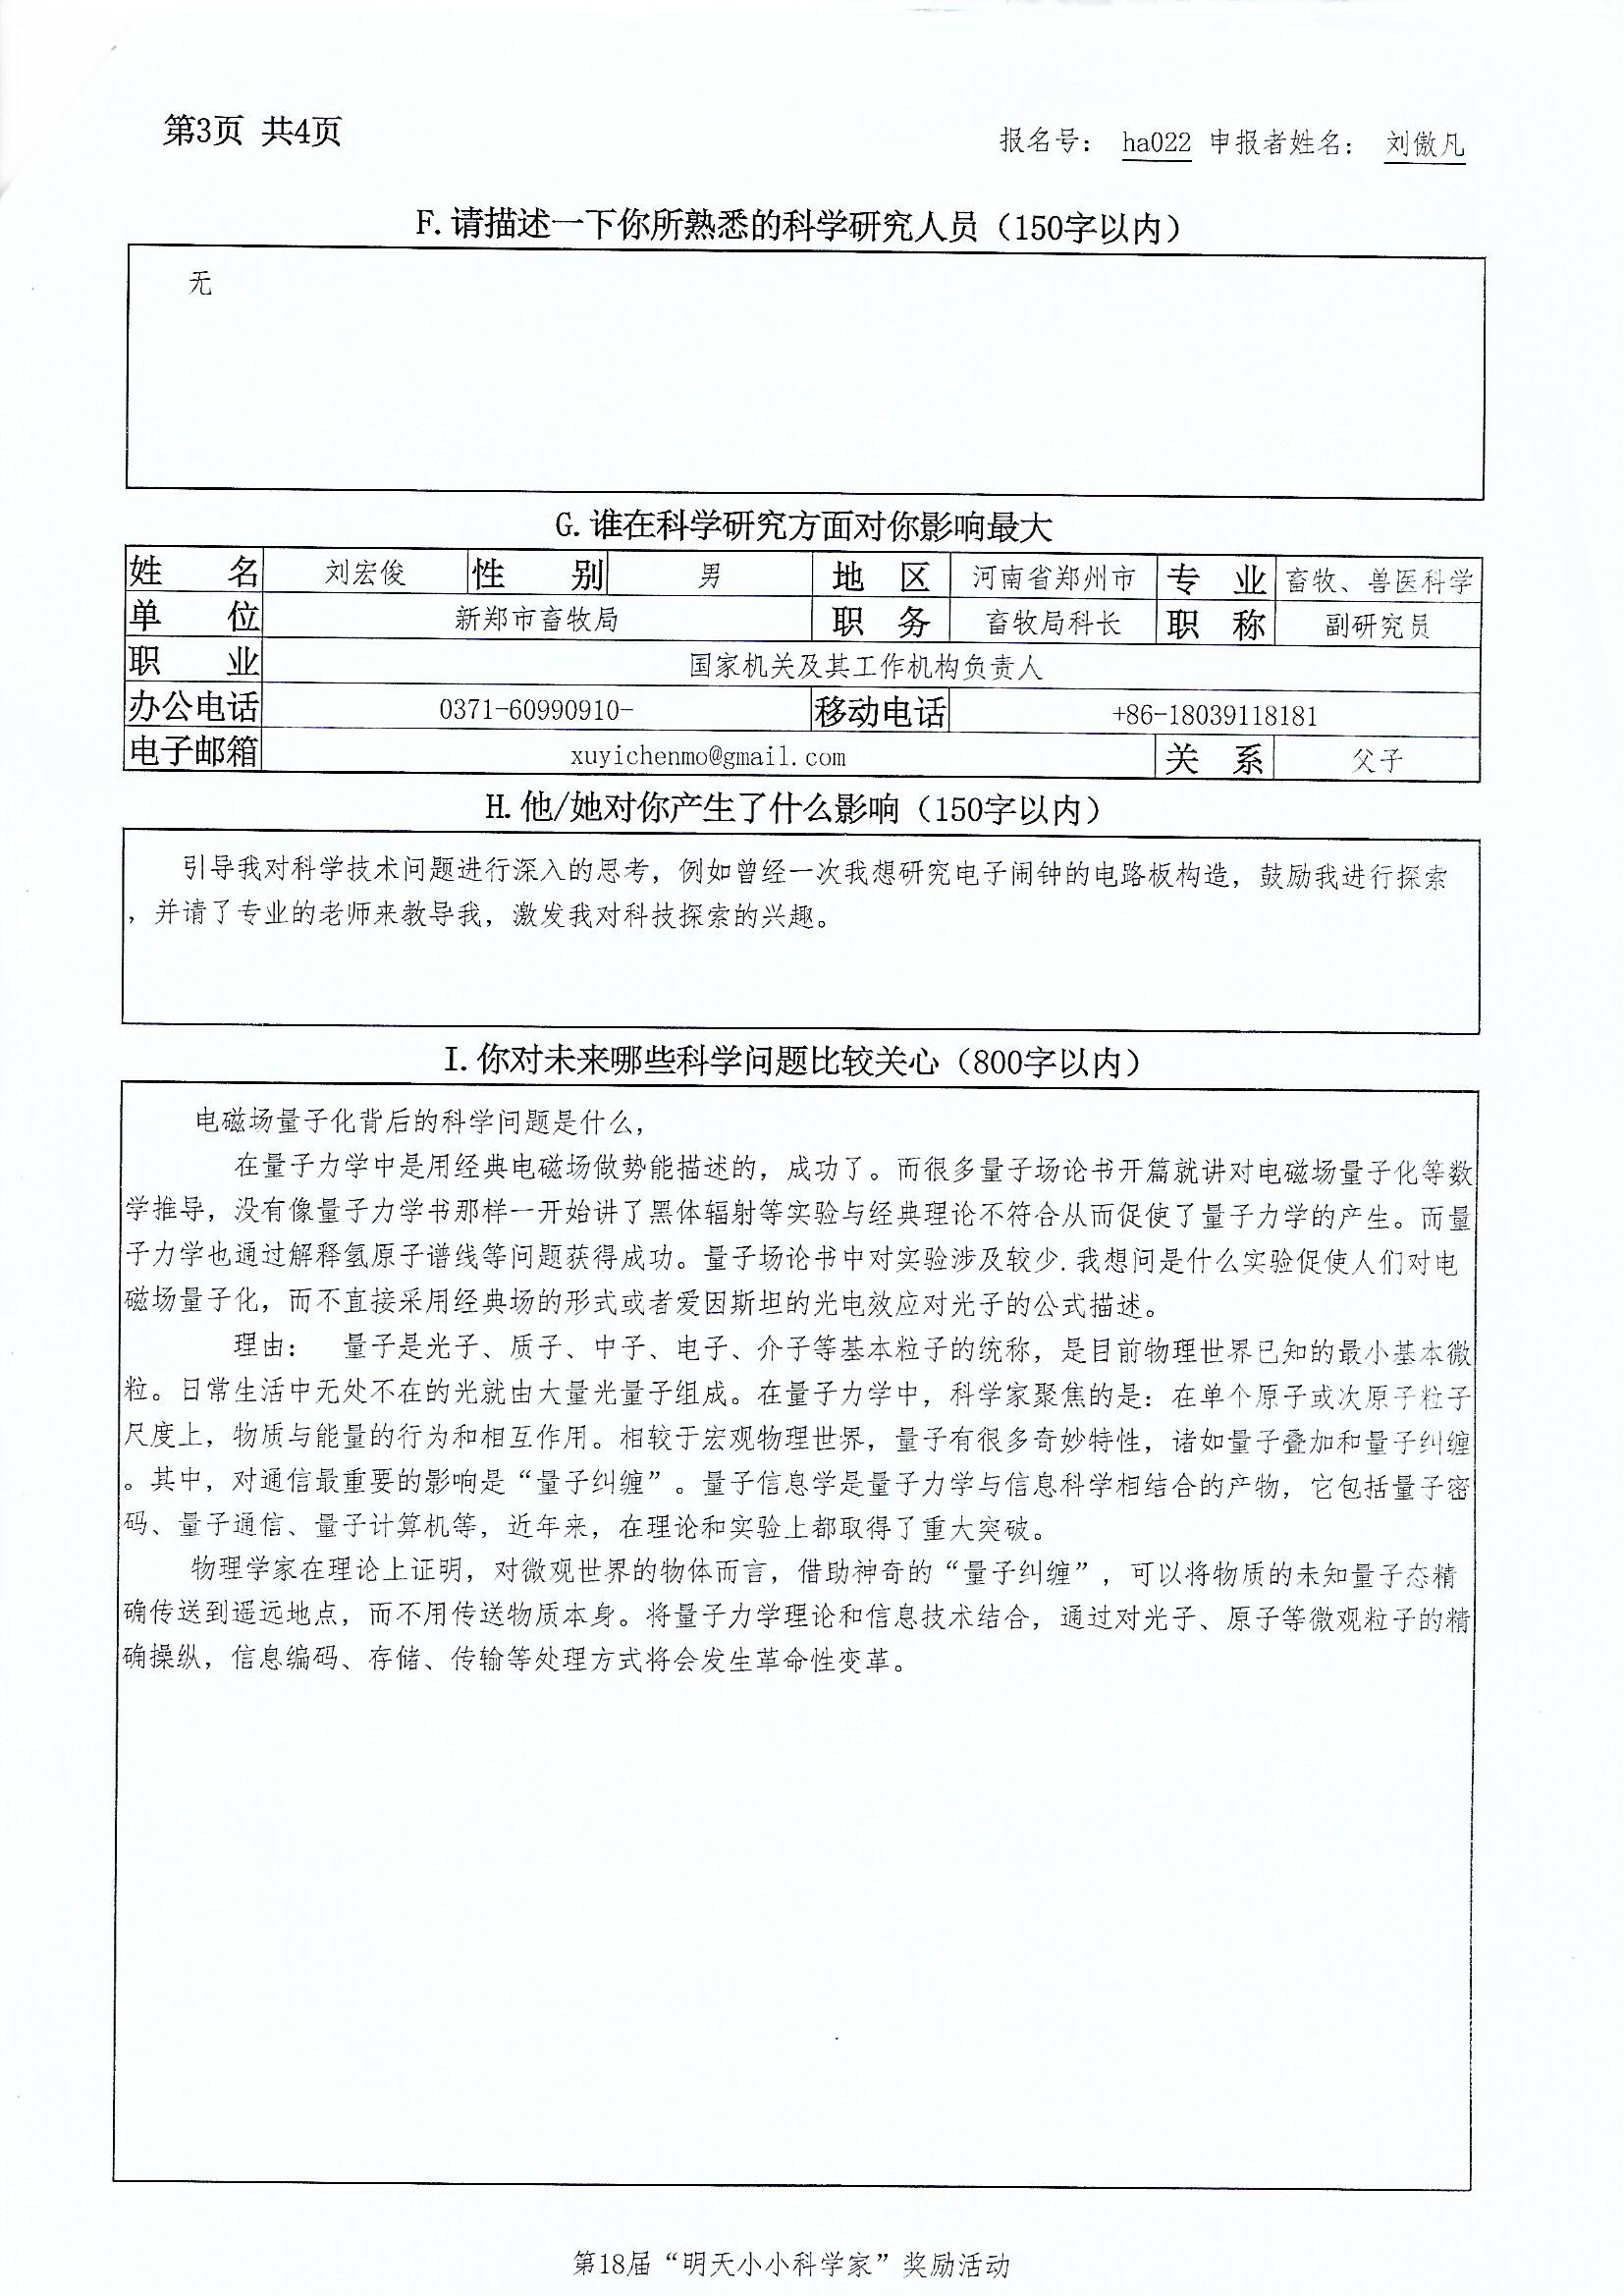 第3页 共4页
报名号： ha022 申报者姓名： 刘傲凡
F.请描述一下你所熟悉的科学研究人员（150字以内）
无
G.谁在科学研究方面对你影响最大
姓 名 刘宏俊 性 别 男 地 区 河南省郑州市 专 业 畜牧、兽医科学
单 位 新郑市畜牧局 职 务 畜牧局科长 职 称 副研究员
职 业 国家机关及其工作机构负责人
办公电话 0371-60990910- 移动电话 +86-18039118181
电子邮箱 xuyichenmo@gmail.com 关 系 父子
H.他/她对你产生了什么影响（150字以内）
引导我对科学技术问题进行深入的思考，例如曾经一次我想研究电子闹钟的电路板构造，鼓励我进行探索
，并请了专业的老师来教导我，激发我对科技探索的兴趣。
I.你对未来哪些科学问题比较关心（800字以内）
电磁场量子化背后的科学问题是什么，
在量子力学中是用经典电磁场做势能描述的，成功了。而很多量子场论书开篇就讲对电磁场量子化等数
学推导，没有像量子力学书那样一开始讲了黑体辐射等实验与经典理论不符合从而促使了量子力学的产生。而量
子力学也通过解释氢原子谱线等问题获得成功。量子场论书中对实验涉及较少.我想问是什么实验促使人们对电
磁场量子化，而不直接采用经典场的形式或者爱因斯坦的光电效应对光子的公式描述。
理由： 量子是光子、质子、中子、电子、介子等基本粒子的统称，是目前物理世界已知的最小基本微
粒。日常生活中无处不在的光就由大量光量子组成。在量子力学中，科学家聚焦的是：在单个原子或次原子粒子
尺度上，物质与能量的行为和相互作用。相较于宏观物理世界，量子有很多奇妙特性，诸如量子叠加和量子纠缠
。其中，对通信最重要的影响是“量子纠缠”。量子信息学是量子力学与信息科学相结合的产物，它包括量子密
码、量子通信、量子计算机等，近年来，在理论和实验上都取得了重大突破。
物理学家在理论上证明，对微观世界的物体而言，借助神奇的“量子纠缠”，可以将物质的未知量子态精
确传送到遥远地点，而不用传送物质本身。将量子力学理论和信息技术结合，通过对光子、原子等微观粒子的精
确操纵，信息编码、存储、传输等处理方式将会发生革命性变革。
第18届“明天小小科学家”奖励活动